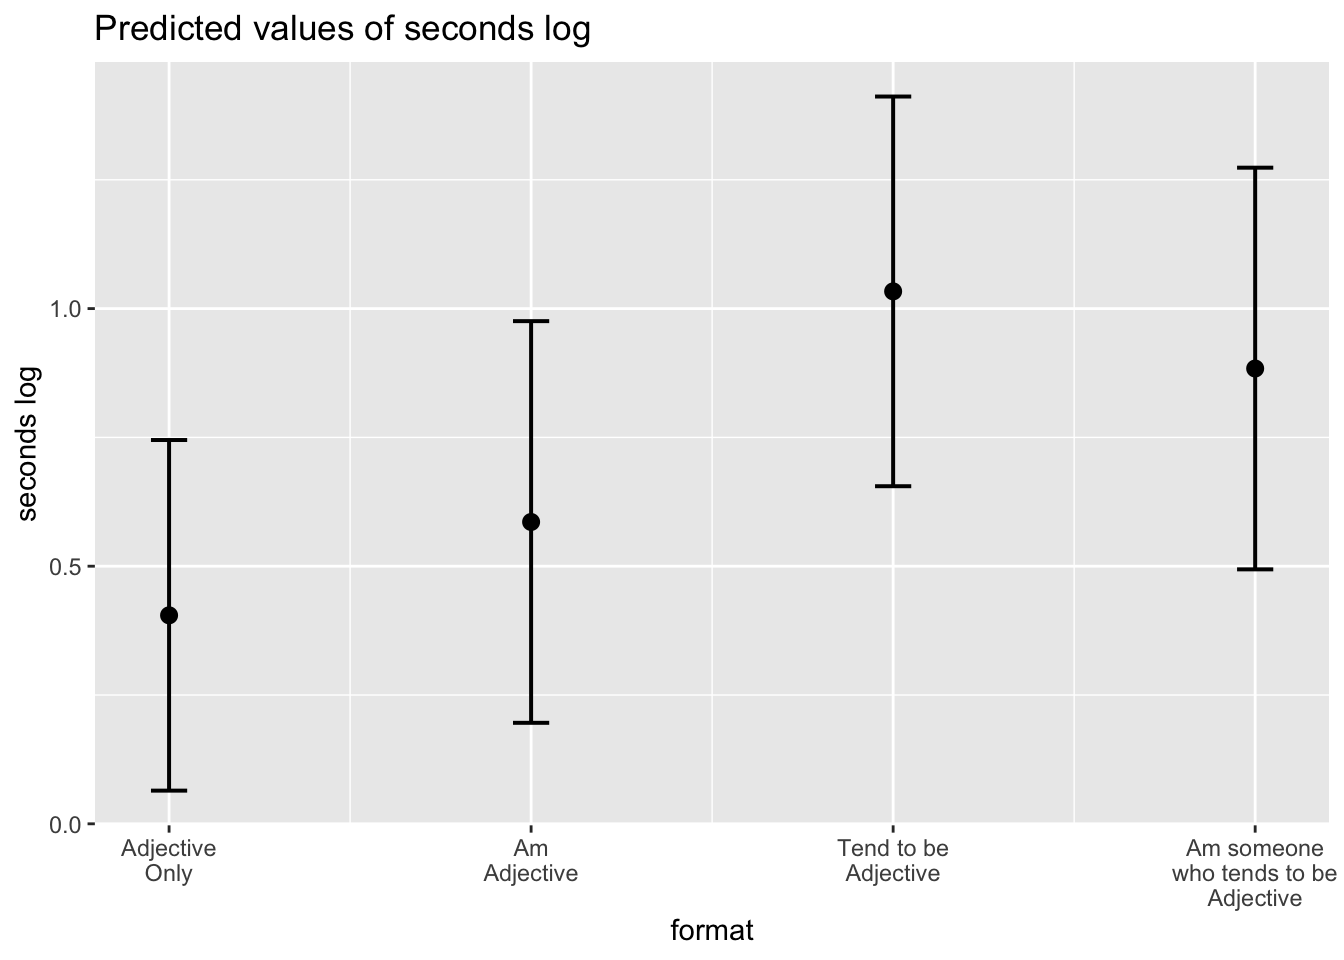 Predicted values of seconds log
seconds log
1.0
0.5
0.0
Adjective
Only
Am
Adjective
Tend to be
Adjective
Am someone
who tends to be
Adjective
format